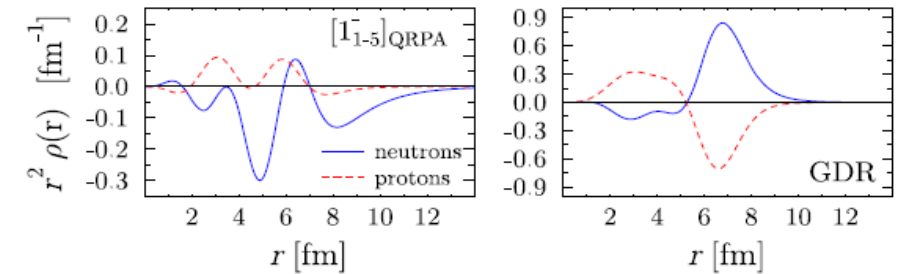 r² ρ(r) [fm⁻¹]
0.2
0.1
0.0
-0.1
-0.2
-0.3
[1⁻₁₋₅]QRPA
neutrons
protons
2 4 6 8 10 12
r [fm]
0.9
0.6
0.3
0.0
-0.3
-0.6
-0.9
GDR
2 4 6 8 10 12
r [fm]